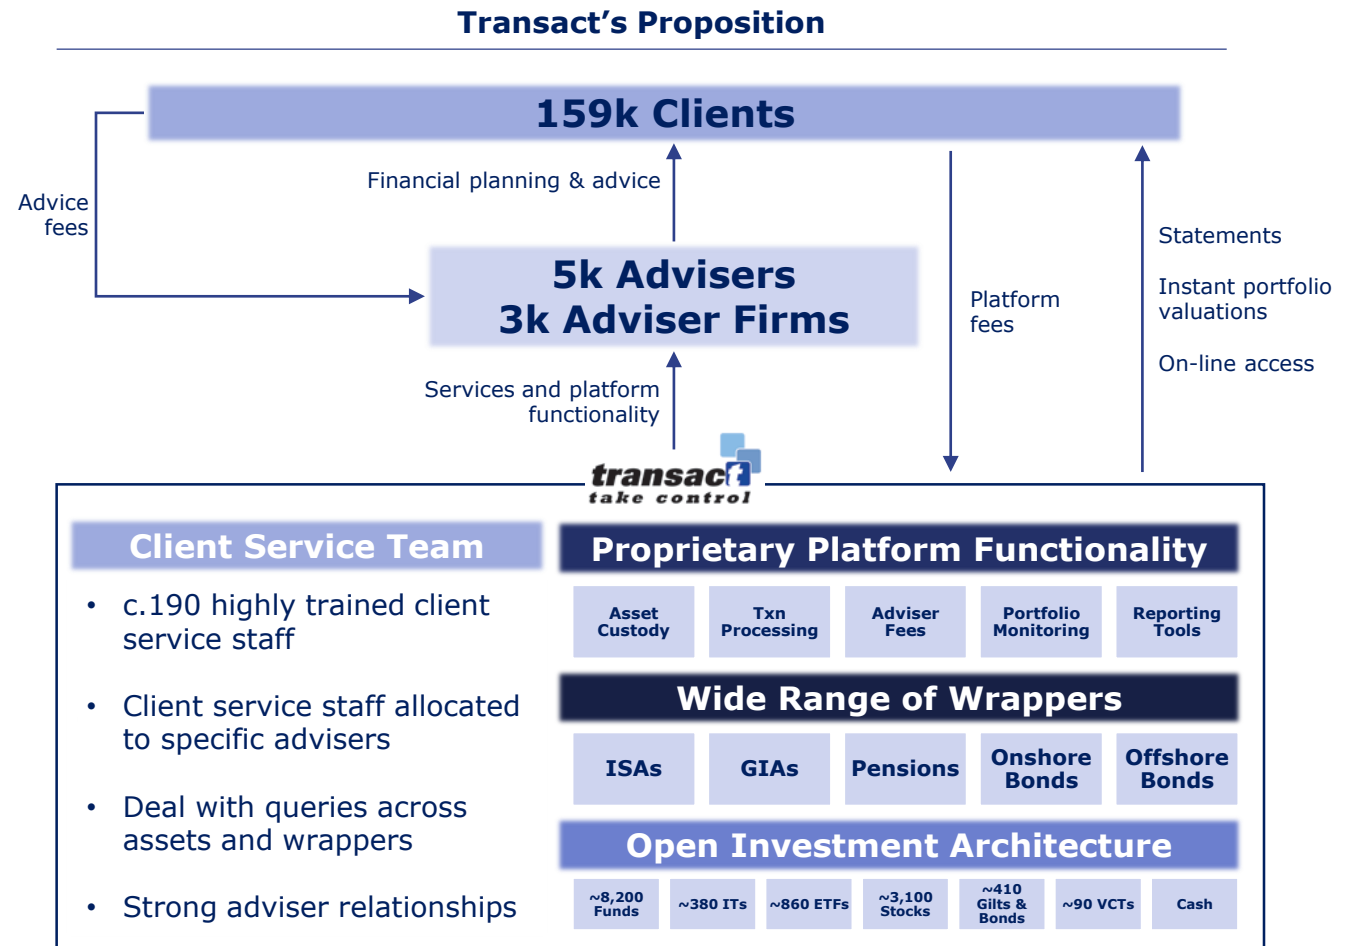 Transact's Proposition
159k Clients
Advice
fees
Financial planning & advice
5k Advisers
3k Adviser Firms
Platform
fees
Statements
Instant portfolio
valuations
On-line access
Services and platform
functionality
transact
take control
Client Service Team
• c.190 highly trained client
service staff
• Client service staff allocated
to specific advisers
• Deal with queries across
assets and wrappers
• Strong adviser relationships
Proprietary Platform Functionality
Asset
Custody
Txn
Processing
Adviser
Fees
Portfolio
Monitoring
Reporting
Tools
Wide Range of Wrappers
ISAs
GIAs
Pensions
Onshore
Bonds
Offshore
Bonds
Open Investment Architecture
~8,200
Funds
~380 ITs
~860 ETFs
~3,100
Stocks
~410
Gilts &
Bonds
~90 VCTs
Cash